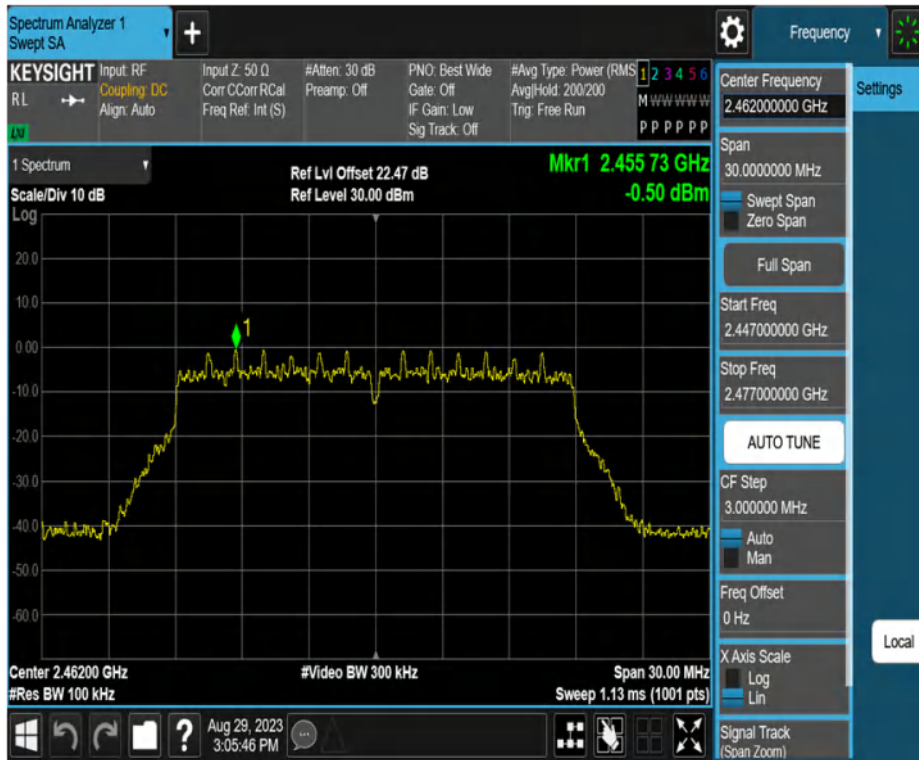 Spectrum Analyzer 1
Swept SA
+
Frequency
KEYSIGHT
RL
LXI
Input: RF
Coupling: DC
Align: Auto
Input Z: 50 Ω
Corr CCorr RCal
Freq Ref: Int (S)
#Atten: 30 dB
Preamp: Off
PNO: Best Wide
Gate: Off
IF Gain: Low
Sig Track: Off
#Avg Type: Power (RMS
Avg|Hold: 200/200
Trig: Free Run
1 2 3 4 5 6
M W W W W W
P P P P P P
Center Frequency
2.462000000 GHz
Settings
Span
30.0000000 MHz
Swept Span
Zero Span
Full Span
Start Freq
2.447000000 GHz
Stop Freq
2.477000000 GHz
AUTO TUNE
CF Step
3.000000 MHz
Auto
Man
Freq Offset
0 Hz
X Axis Scale
Log
Lin
Signal Track
(Span Zoom)
Local
1 Spectrum
Scale/Div 10 dB
Log
Ref Lvl Offset 22.47 dB
Ref Level 30.00 dBm
Mkr1 2.455 73 GHz
-0.50 dBm
20.0
10.0
0.00
-10.0
-20.0
-30.0
-40.0
-50.0
-60.0
1
Center 2.46200 GHz
#Res BW 100 kHz
#Video BW 300 kHz
Span 30.00 MHz
Sweep 1.13 ms (1001 pts)
?
Aug 29, 2023
3:05:46 PM